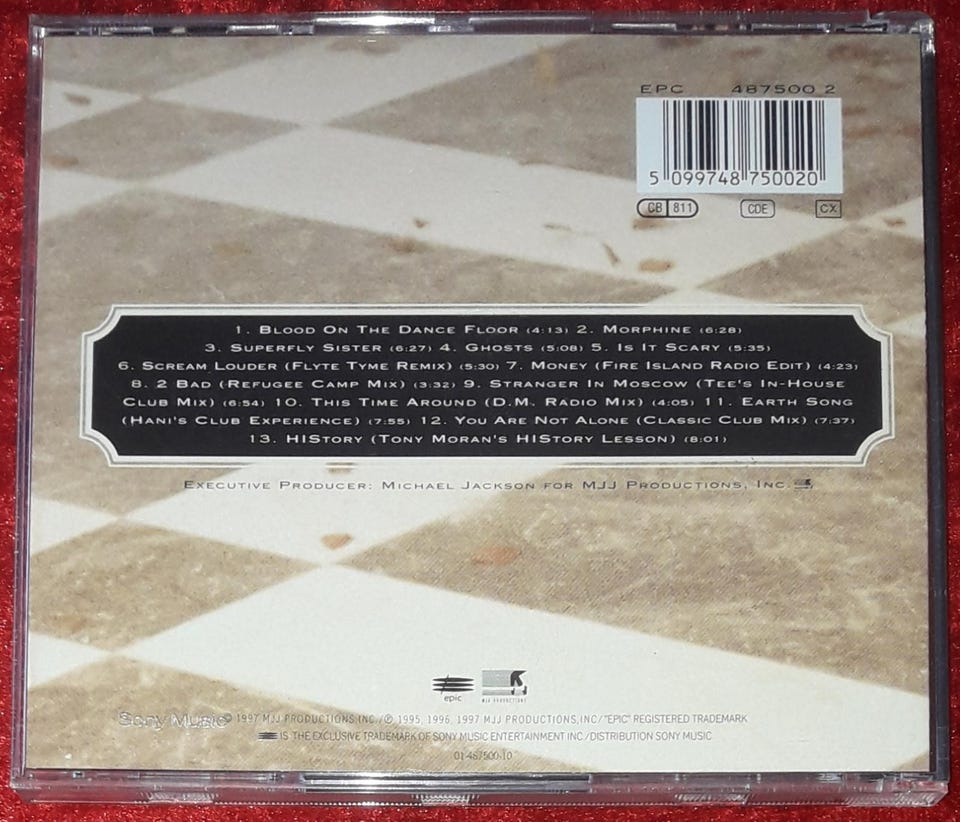 EPC 487500 2
5 099748 750020
GB 811 CDE CX
1. Blood On The Dance Floor (4:13) 2. Morphine (6:28)
3. Superfly Sister (6:27) 4. Ghosts (5:08) 5. Is It Scary (5:35)
6. Scream Louder (Flyte Tyme Remix) (5:30) 7. Money (Fire Island Radio Edit) (4:23)
8. 2 Bad (Refugee Camp Mix) (3:32) 9. Stranger In Moscow (Tee's In-House
Club Mix) (6:54) 10. This Time Around (D.M. Radio Mix) (4:05) 11. Earth Song
(Hani's Club Experience) (7:55) 12. You Are Not Alone (Classic Club Mix) (7:37)
13. HIStory (Tony Moran's HIStory Lesson) (8:01)
Executive Producer: Michael Jackson for MJJ Productions, Inc.
epic MJJ PRODUCTIONS
Sony Music © 1997 MJJ PRODUCTIONS INC./℗ 1995, 1996, 1997 MJJ PRODUCTIONS,INC/"EPIC" REGISTERED TRADEMARK
IS THE EXCLUSIVE TRADEMARK OF SONY MUSIC ENTERTAINMENT INC./DISTRIBUTION SONY MUSIC
01-487500-10